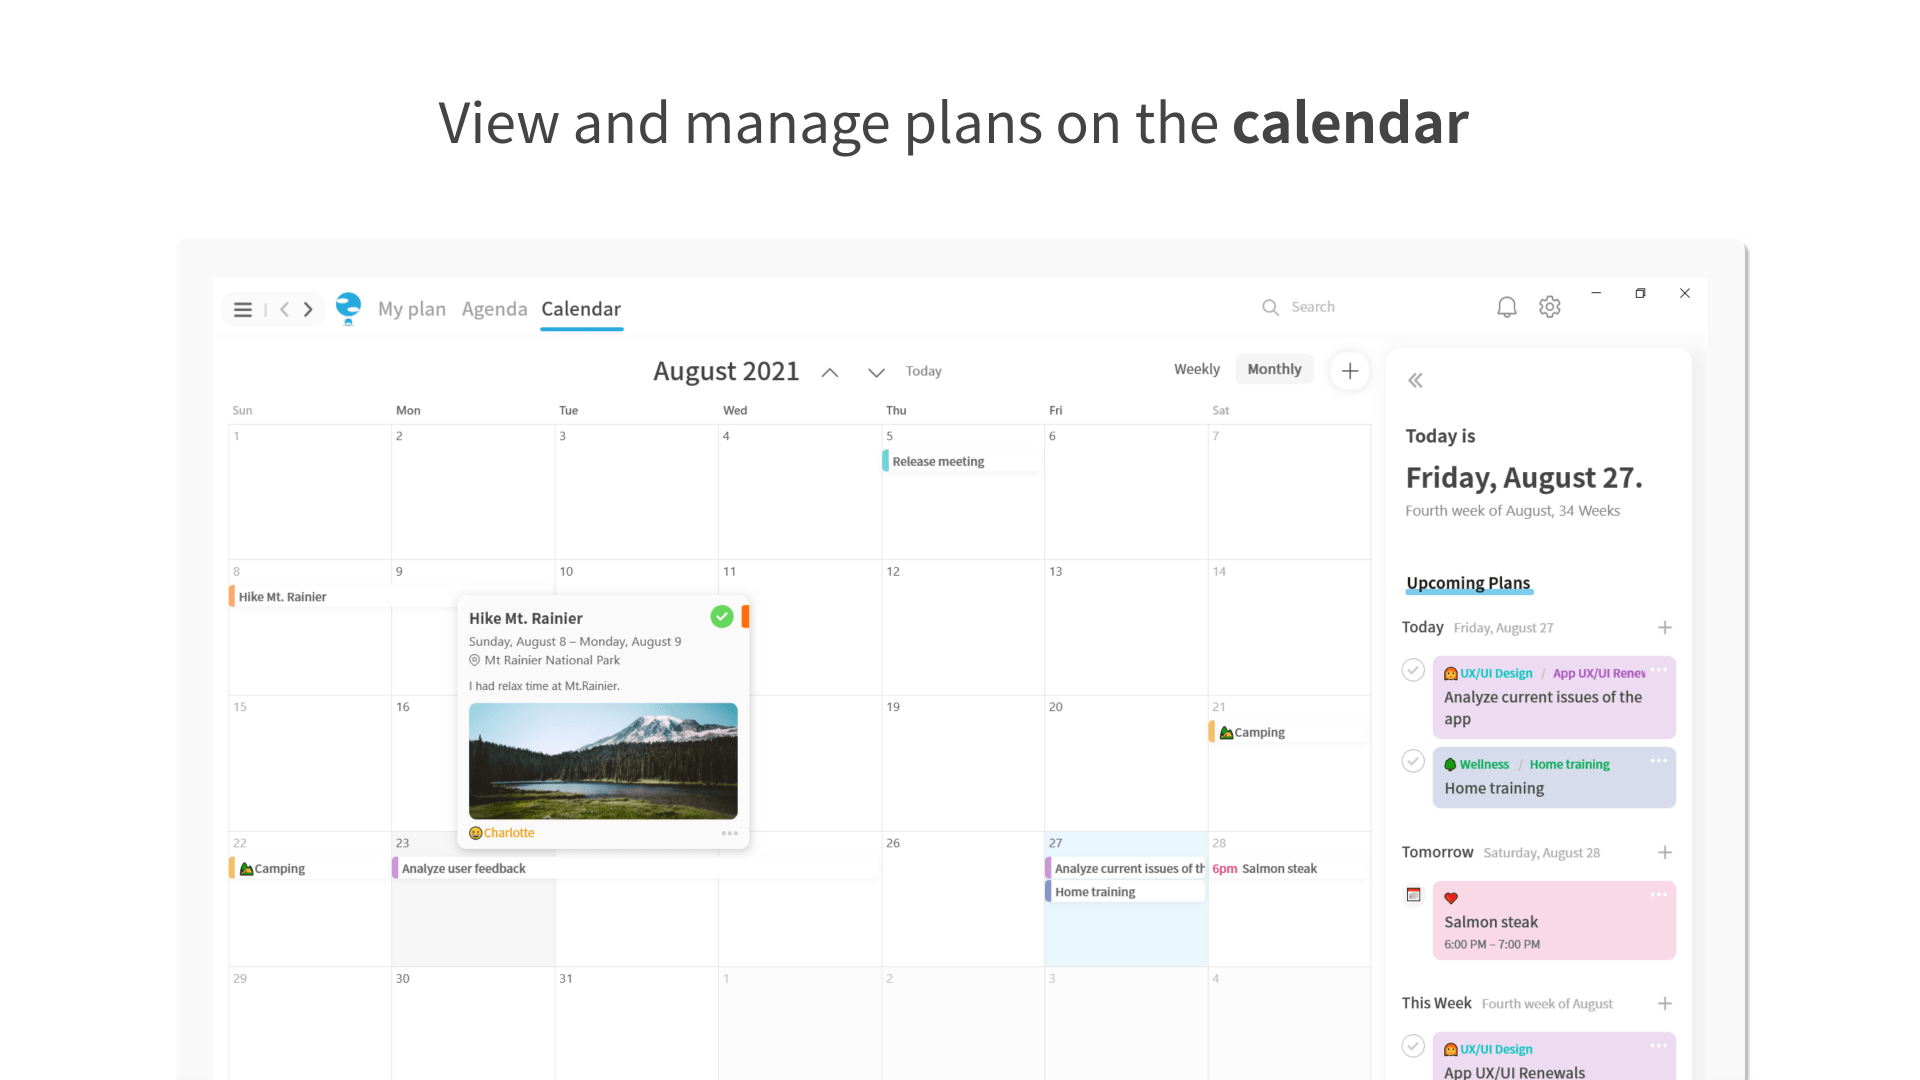 View and manage plans on the calendar
My plan Agenda Calendar
Search
August 2021 Today
Weekly Monthly
Sun Mon Tue Wed Thu Fri Sat
1 2 3 4 5 6 7
Release meeting
8 9 10 11 12 13 14
Hike Mt. Rainier
Hike Mt. Rainier
Sunday, August 8 – Monday, August 9
Mt Rainier National Park
I had relax time at Mt.Rainier.
Charlotte
15 16 19 20 21
Camping
22 23 26 27 28
Camping
Analyze user feedback
Analyze current issues of th
6pm Salmon steak
Home training
29 30 31 1 2 3 4
Today is
Friday, August 27.
Fourth week of August, 34 Weeks
Upcoming Plans
Today Friday, August 27
UX/UI Design / App UX/UI Renew
Analyze current issues of the
app
Wellness / Home training
Home training
Tomorrow Saturday, August 28
Salmon steak
6:00 PM – 7:00 PM
This Week Fourth week of August
UX/UI Design
App UX/UI Renewals